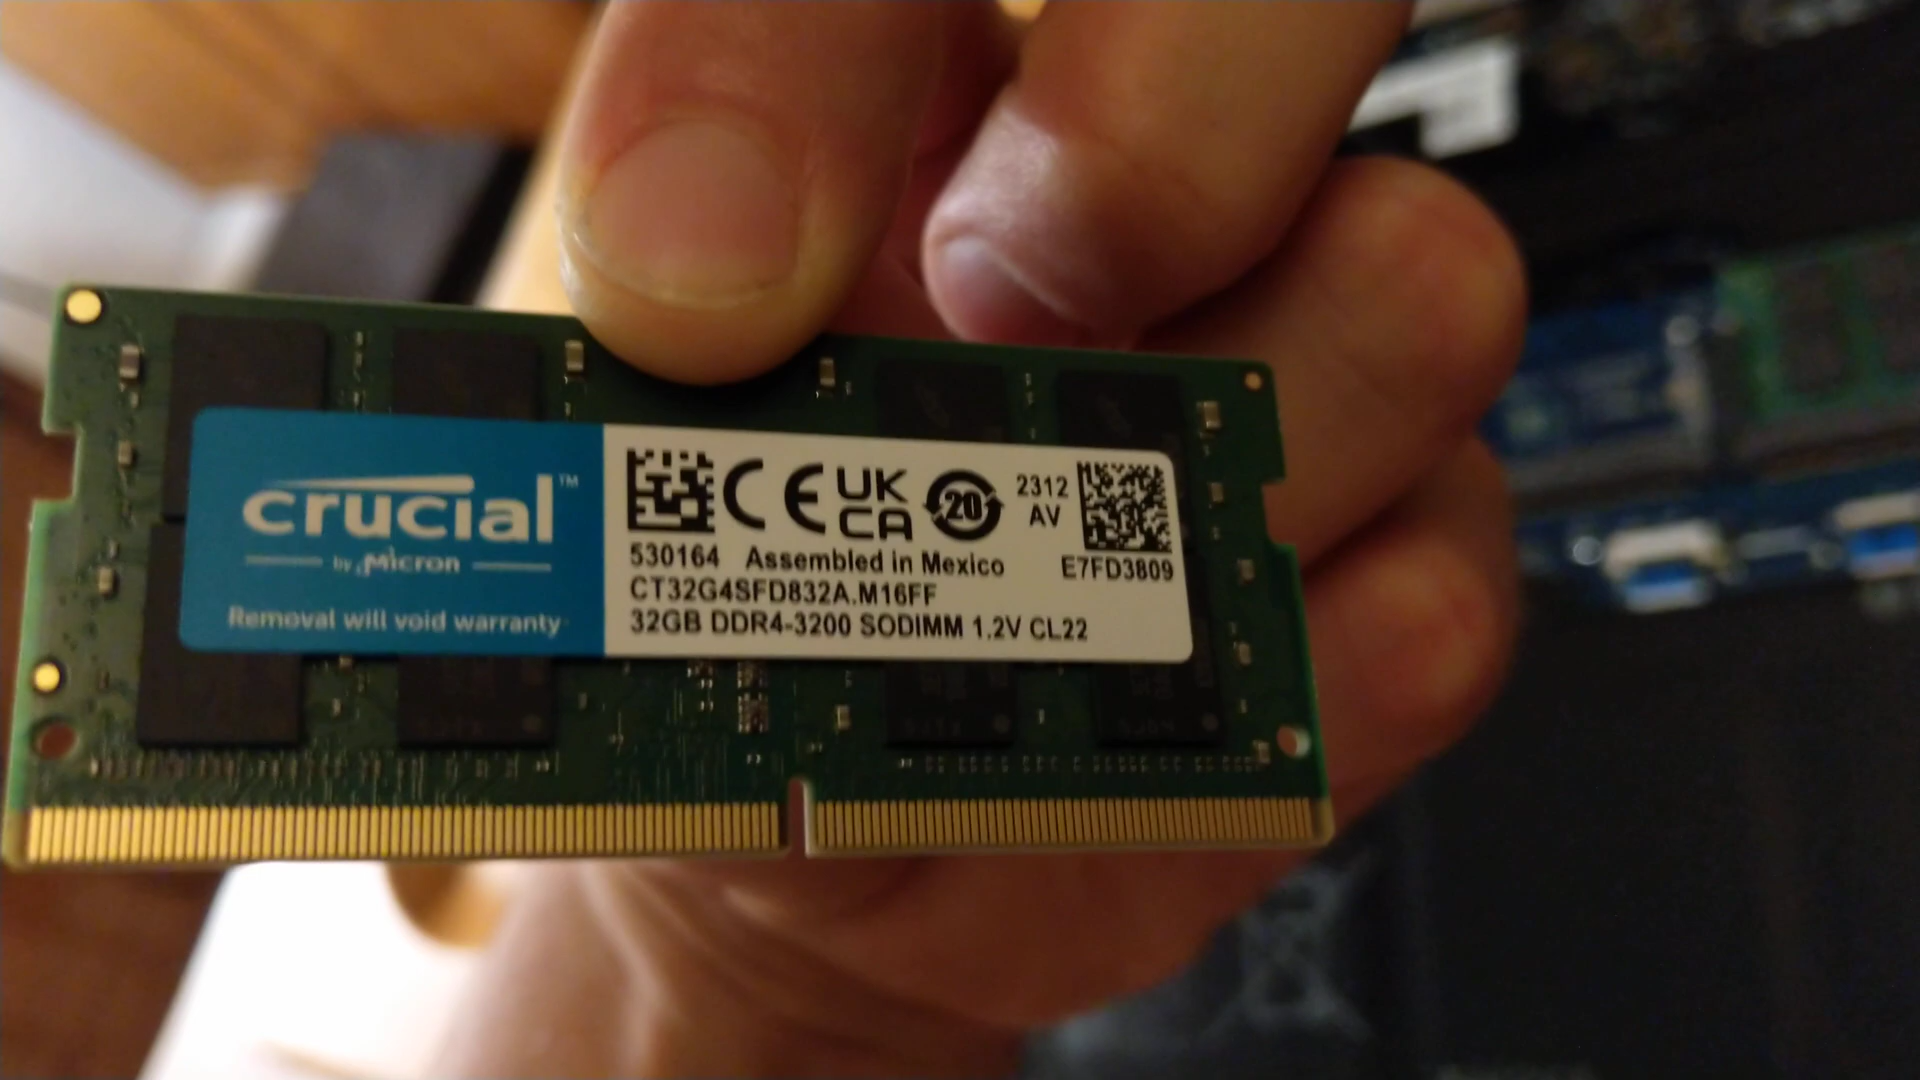 crucial™
by Micron
Removal will void warranty
CE UK CA 20 2312
AV
530164 Assembled in Mexico E7FD3809
CT32G4SFD832A.M16FF
32GB DDR4-3200 SODIMM 1.2V CL22